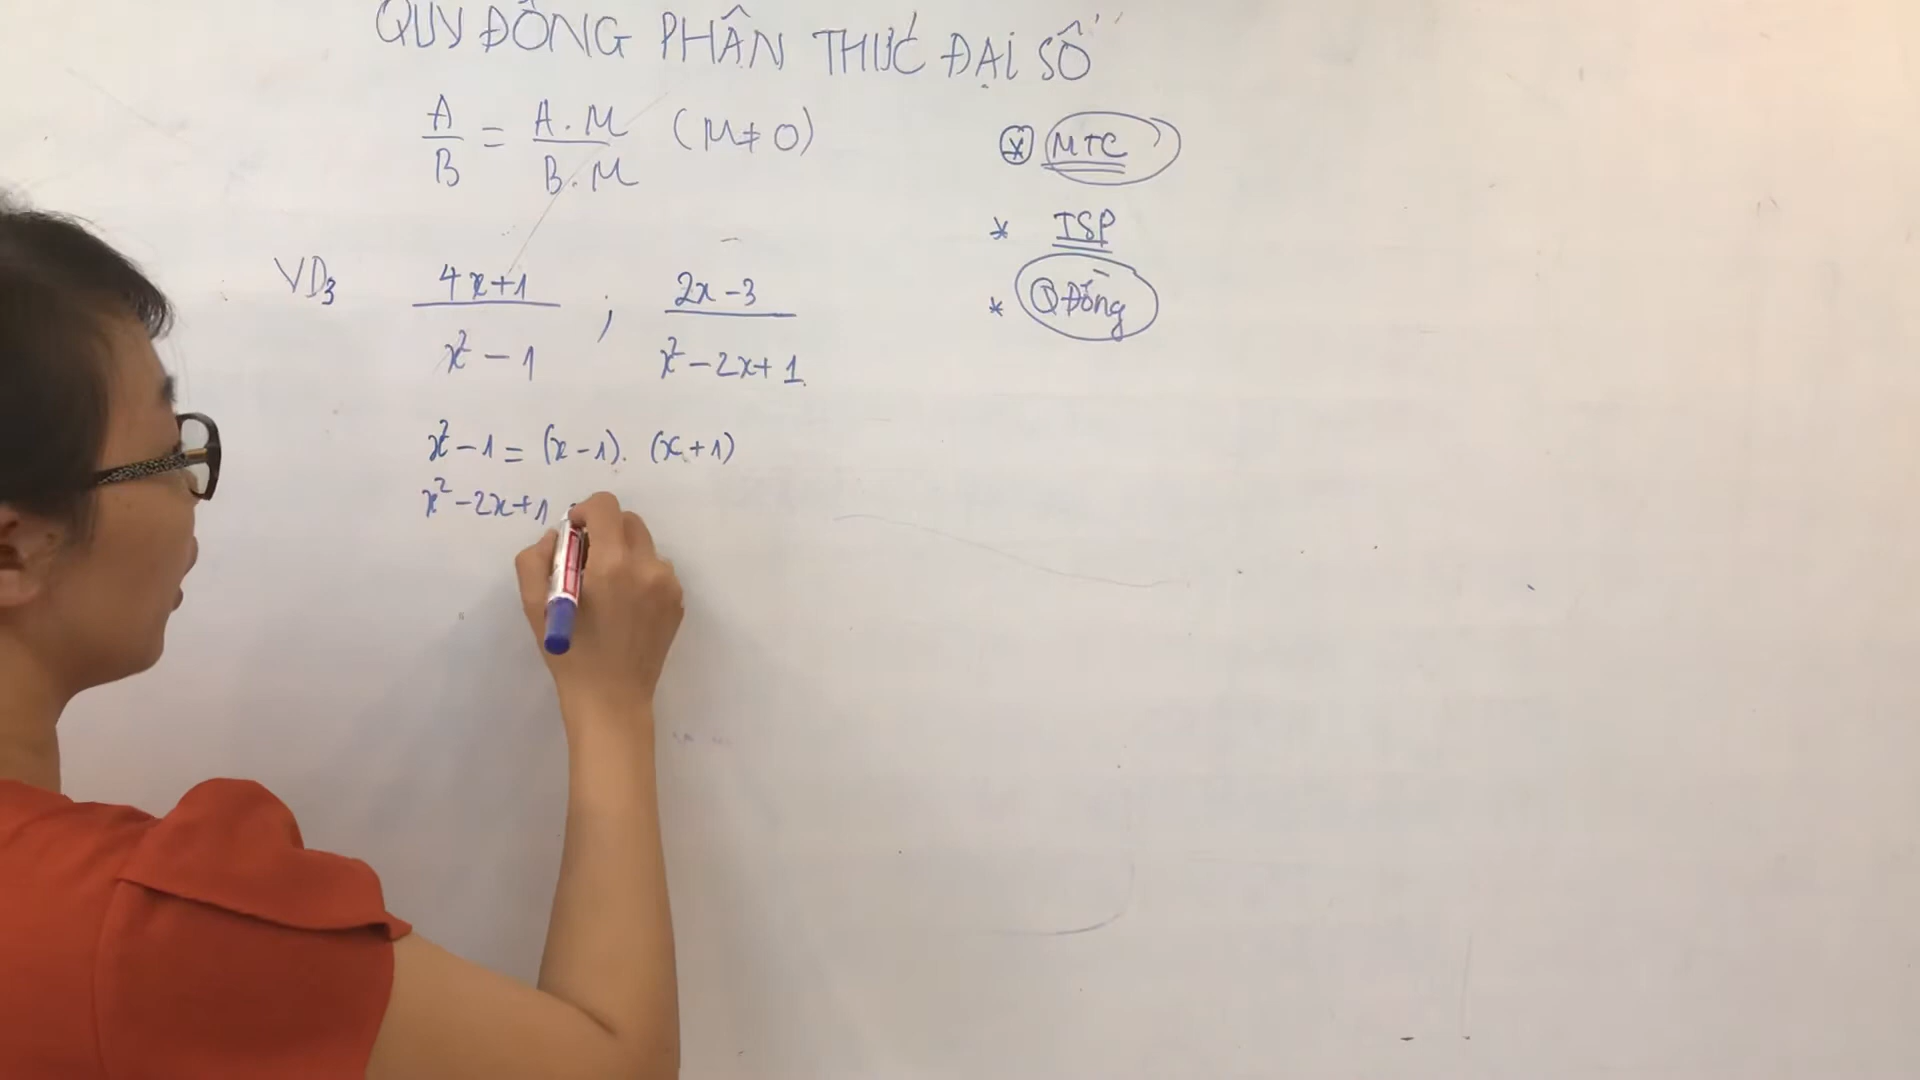 QUY ĐỒNG PHÂN THỨC ĐẠI SỐ
A/B = A.M/B.M (M≠0)
* MTC
* TSP
* QĐồng
VD3 4x+1/x²-1 ; 2x-3/x²-2x+1
x²-1 = (x-1).(x+1)
x²-2x+1